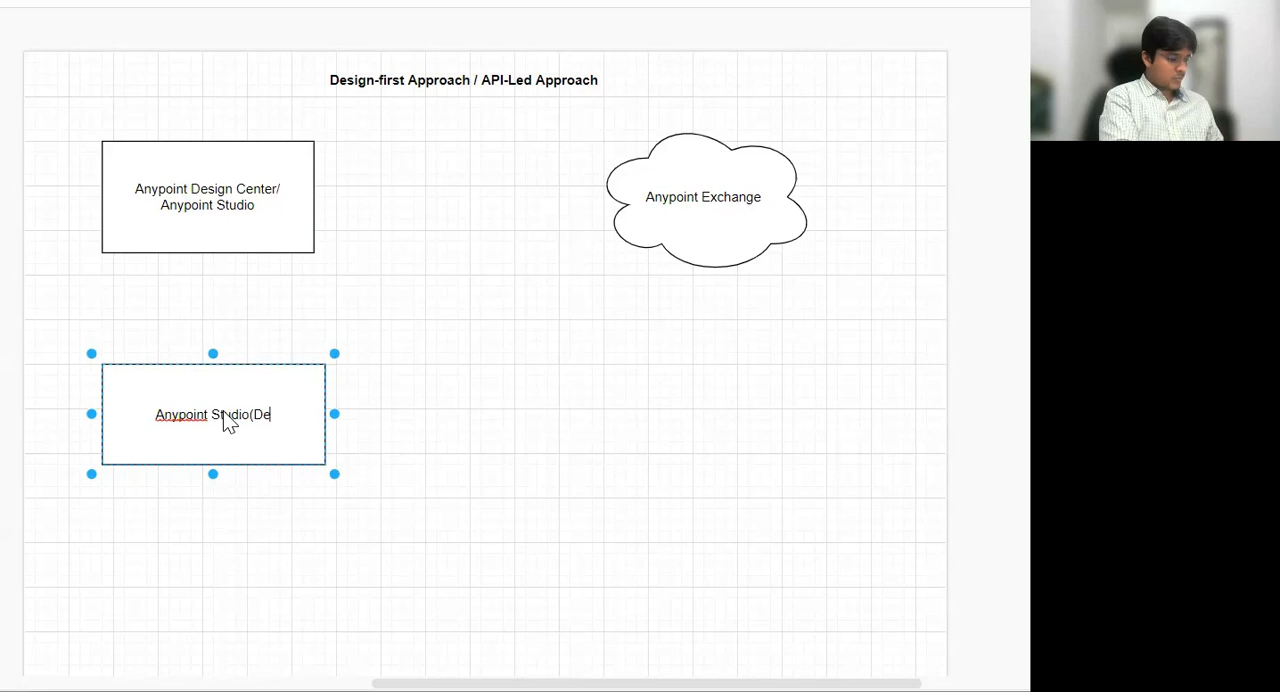 Design-first Approach / API-Led Approach
Anypoint Design Center/
Anypoint Studio
Anypoint Exchange
Anypoint Studio(De